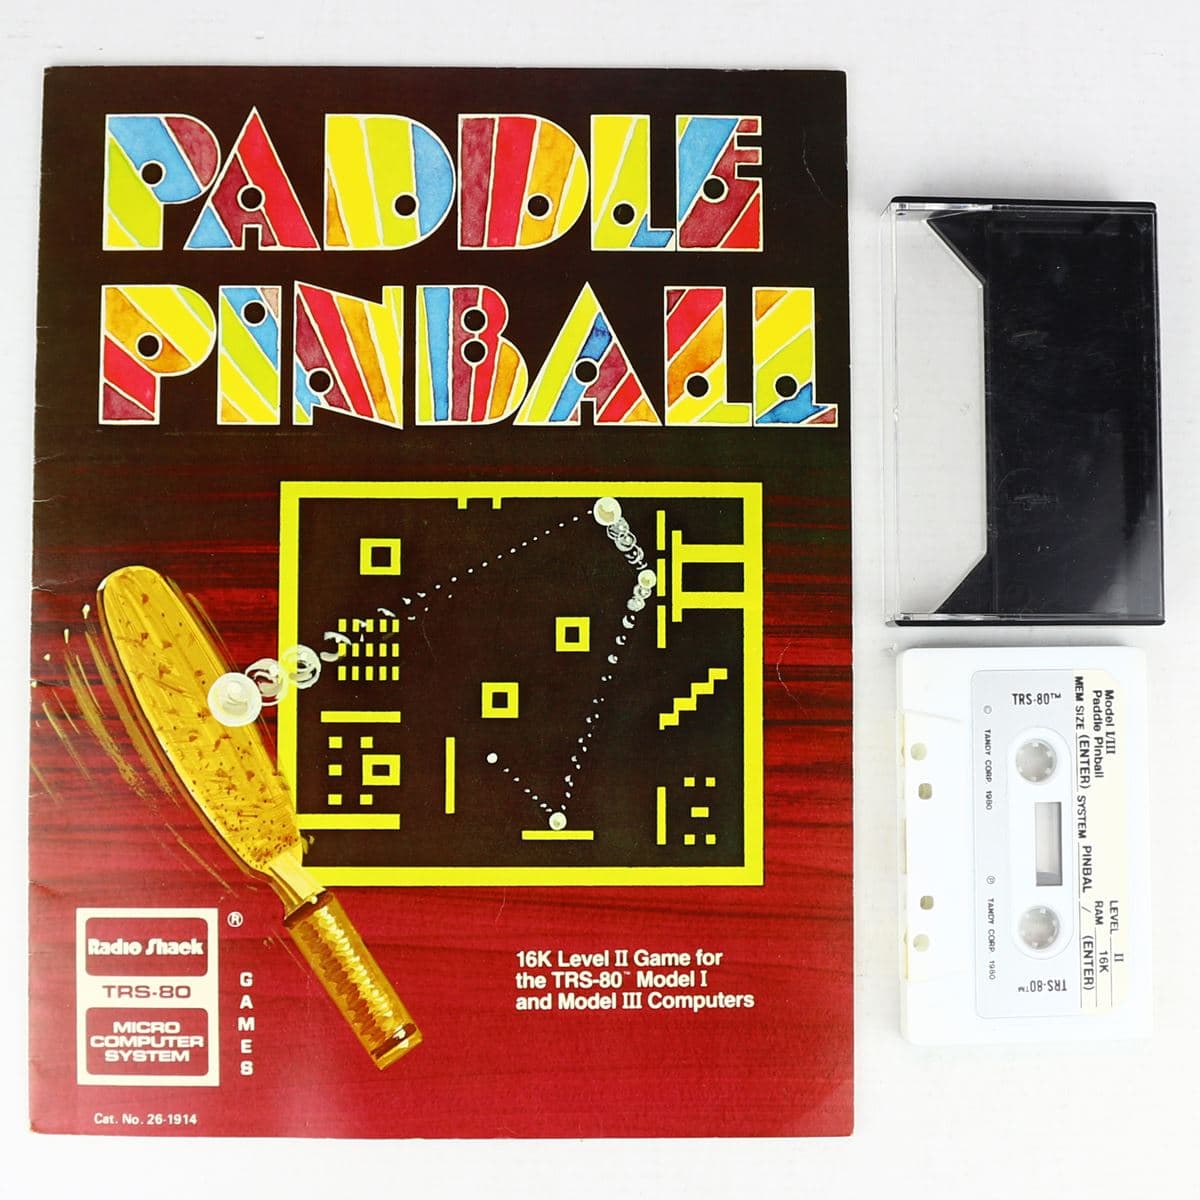 PADDLE
PINBALL
Radio Shack
TRS-80
MICRO
COMPUTER
SYSTEM
®
GAMES
16K Level II Game for
the TRS-80™ Model I
and Model III Computers
Cat. No. 26-1914
Model I/III
Paddle Pinball
MEM SIZE (ENTER) SYSTEM PINBAL / (ENTER)
LEVEL II
RAM 16K
TRS-80™
© TANDY CORP 1980
℗ TANDY CORP 1980
TRS-80™